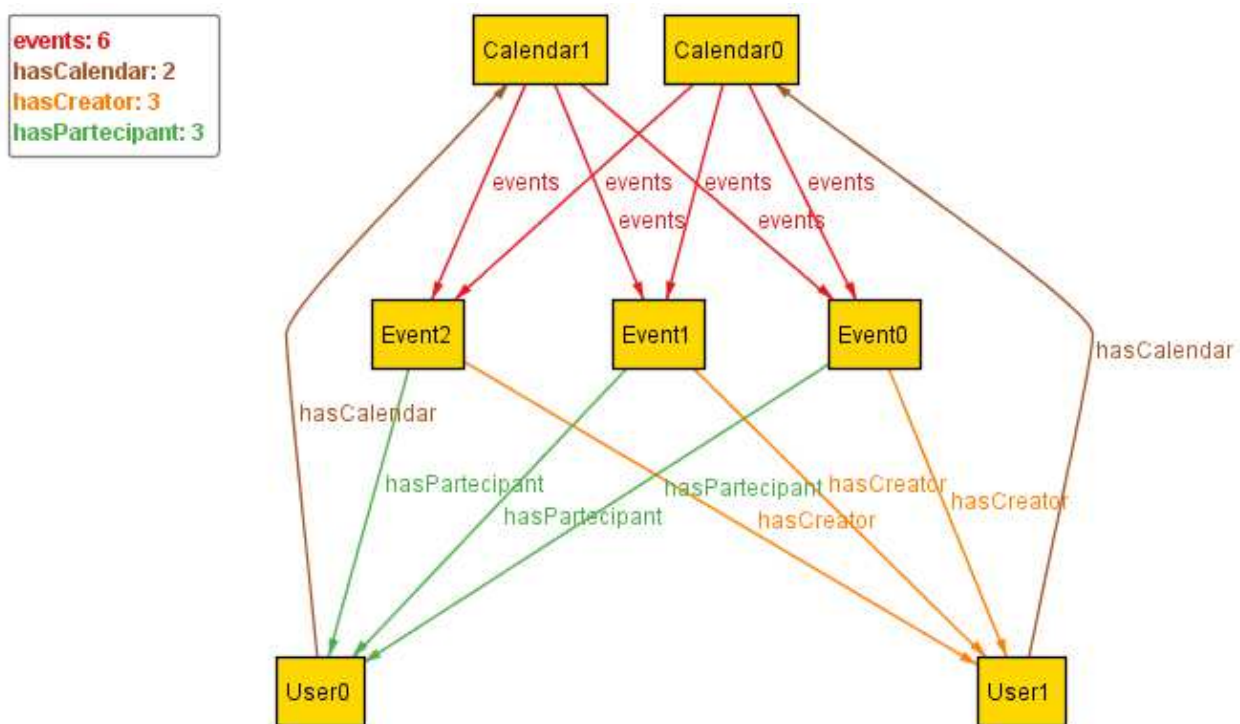 events: 6
hasCalendar: 2
hasCreator: 3
hasPartecipant: 3
Calendar1
Calendar0
events
events
events
events
events
events
Event2
Event1
Event0
hasCalendar
hasCalendar
hasPartecipant
hasPartecipant
hasCreator
hasCreator
hasPartecipant
hasCreator
User0
User1